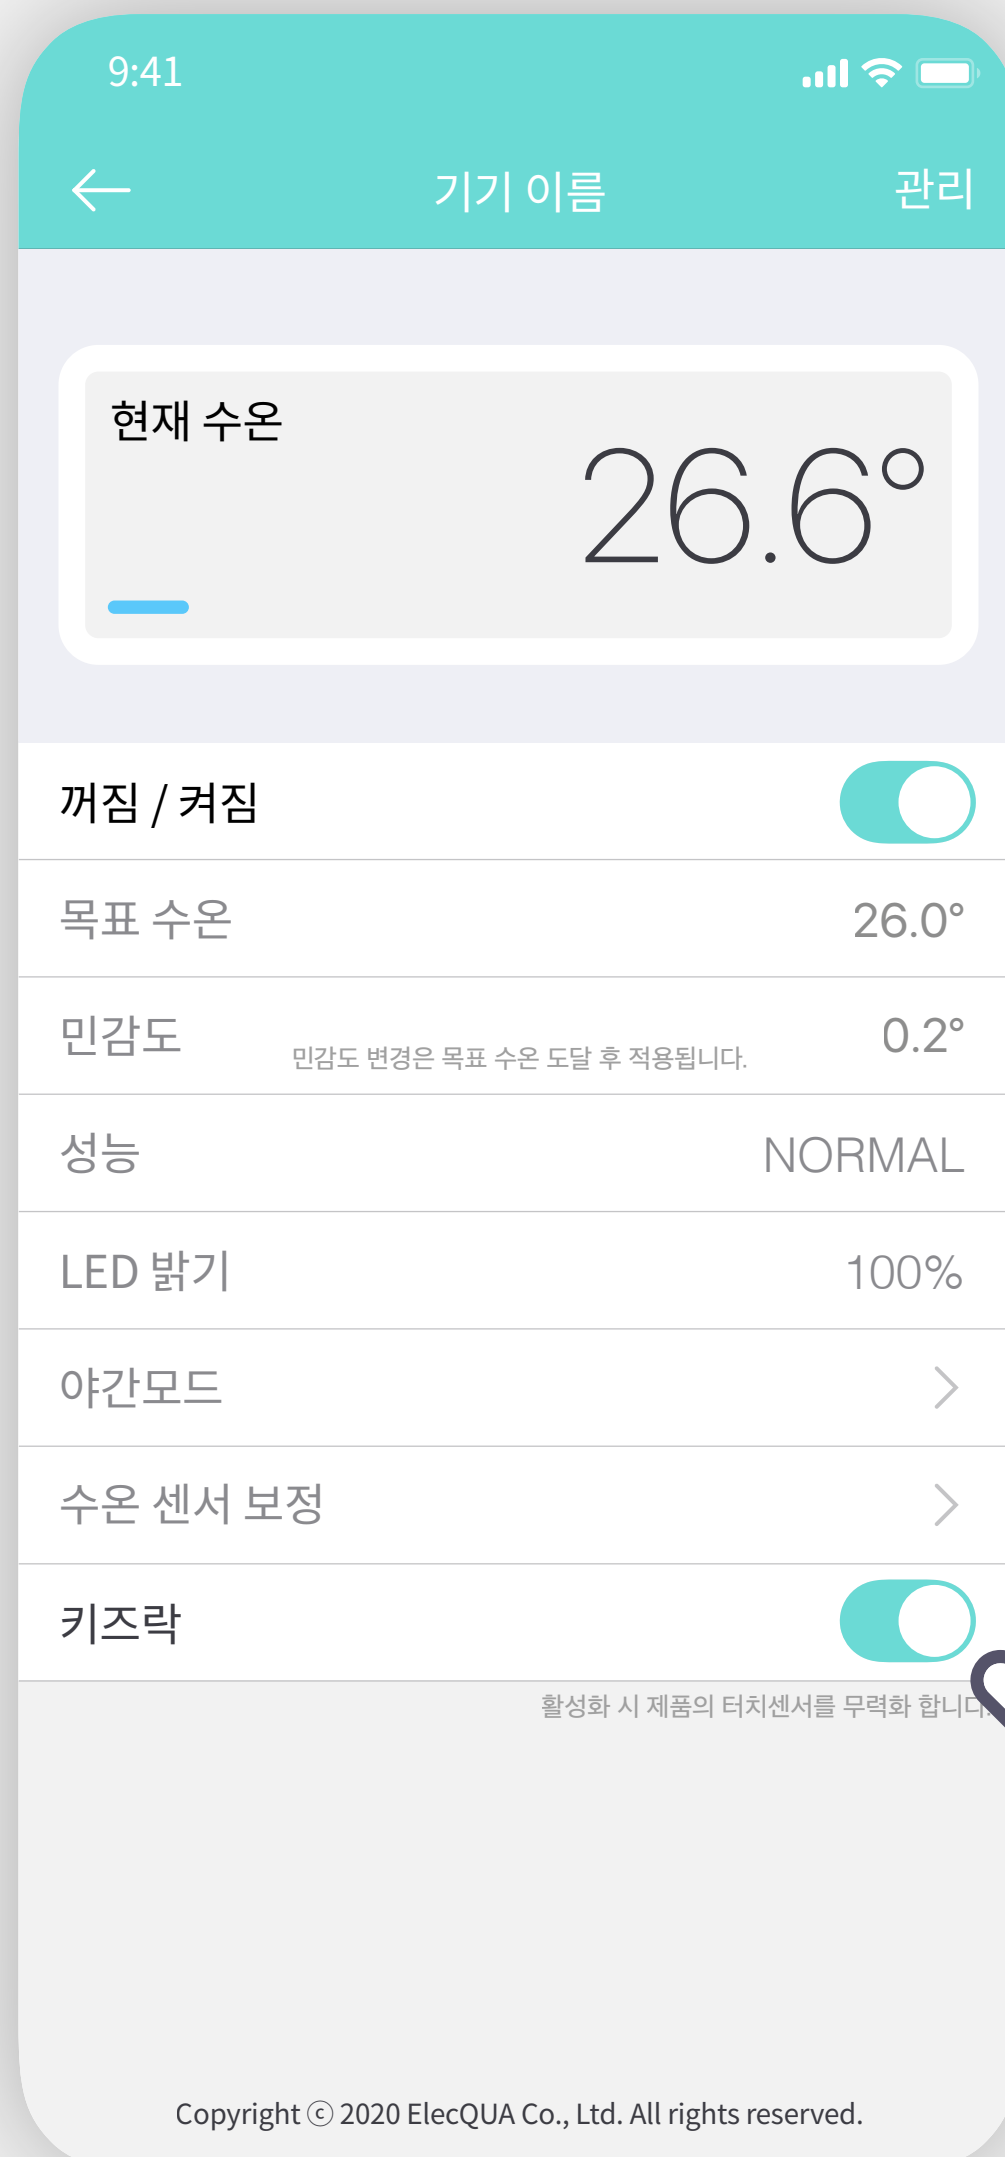 9:41
기기 이름
관리
현재 수온
26.6°
꺼짐 / 켜짐
목표 수온
26.0°
민감도
민감도 변경은 목표 수온 도달 후 적용됩니다.
0.2°
성능
NORMAL
LED 밝기
100%
야간모드
수온 센서 보정
키즈락
활성화 시 제품의 터치센서를 무력화 합니다.
Copyright ⓒ 2020 ElecQUA Co., Ltd. All rights reserved.